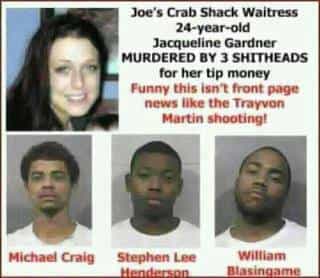 Joe's Crab Shack Waitress
24-year-old
Jacqueline Gardner
MURDERED BY 3 SHITHEADS
for her tip money
Funny this isn't front page
news like the Trayvon
Martin shooting!
Michael Craig
Stephen Lee
Henderson
William
Blasingame